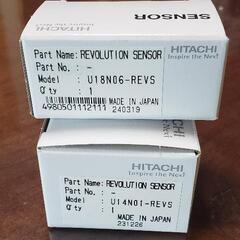 SENSOR
HITACHI
Inspire the Next
Part Name: REVOLUTION SENSOR
Part No. : -
Model : U18N06-REVS
Q'ty : 1
MADE IN JAPAN
4980501112111 240319
HITACHI
Inspire the Next
Part Name: REVOLUTION SENSOR
Part No. : -
Model : U14N01-REVS
Q'ty : 1
MADE IN JAPAN
231226